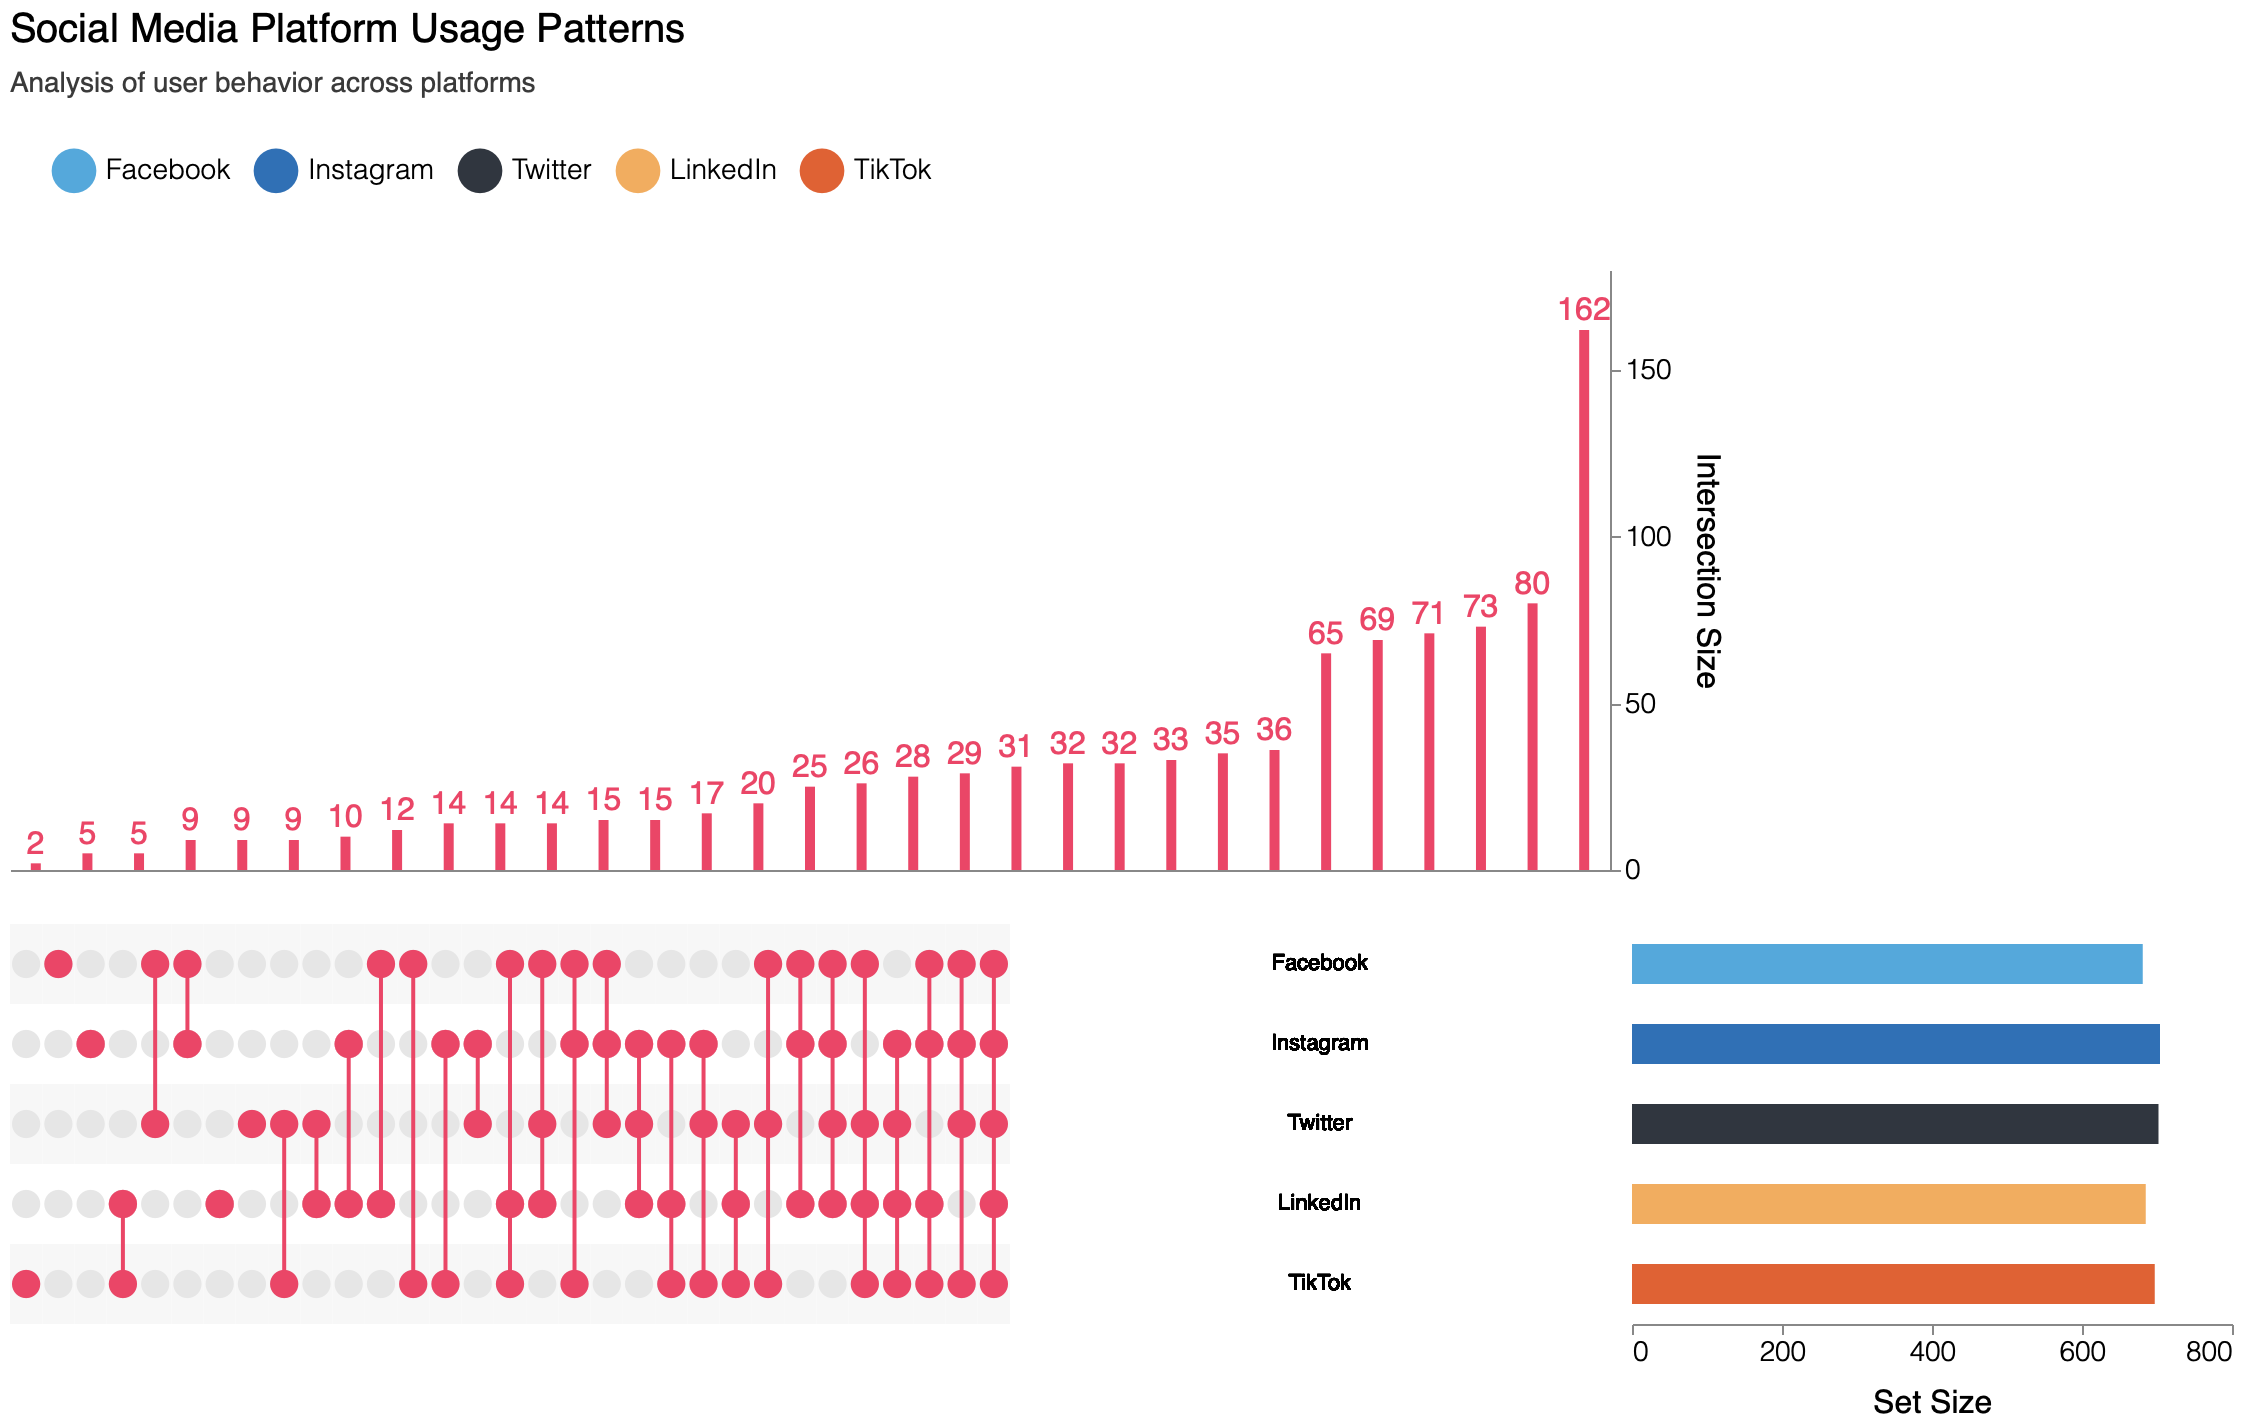 Social Media Platform Usage Patterns
Analysis of user behavior across platforms
Facebook Instagram Twitter LinkedIn TikTok
2 5 5 9 9 9 10 12 14 14 14 15 15 17 20 25 26 28 29 31 32 32 33 35 36 65 69 71 73 80 162
150
100
50
0
Intersection Size
Facebook
Instagram
Twitter
LinkedIn
TikTok
0 200 400 600 800
Set Size